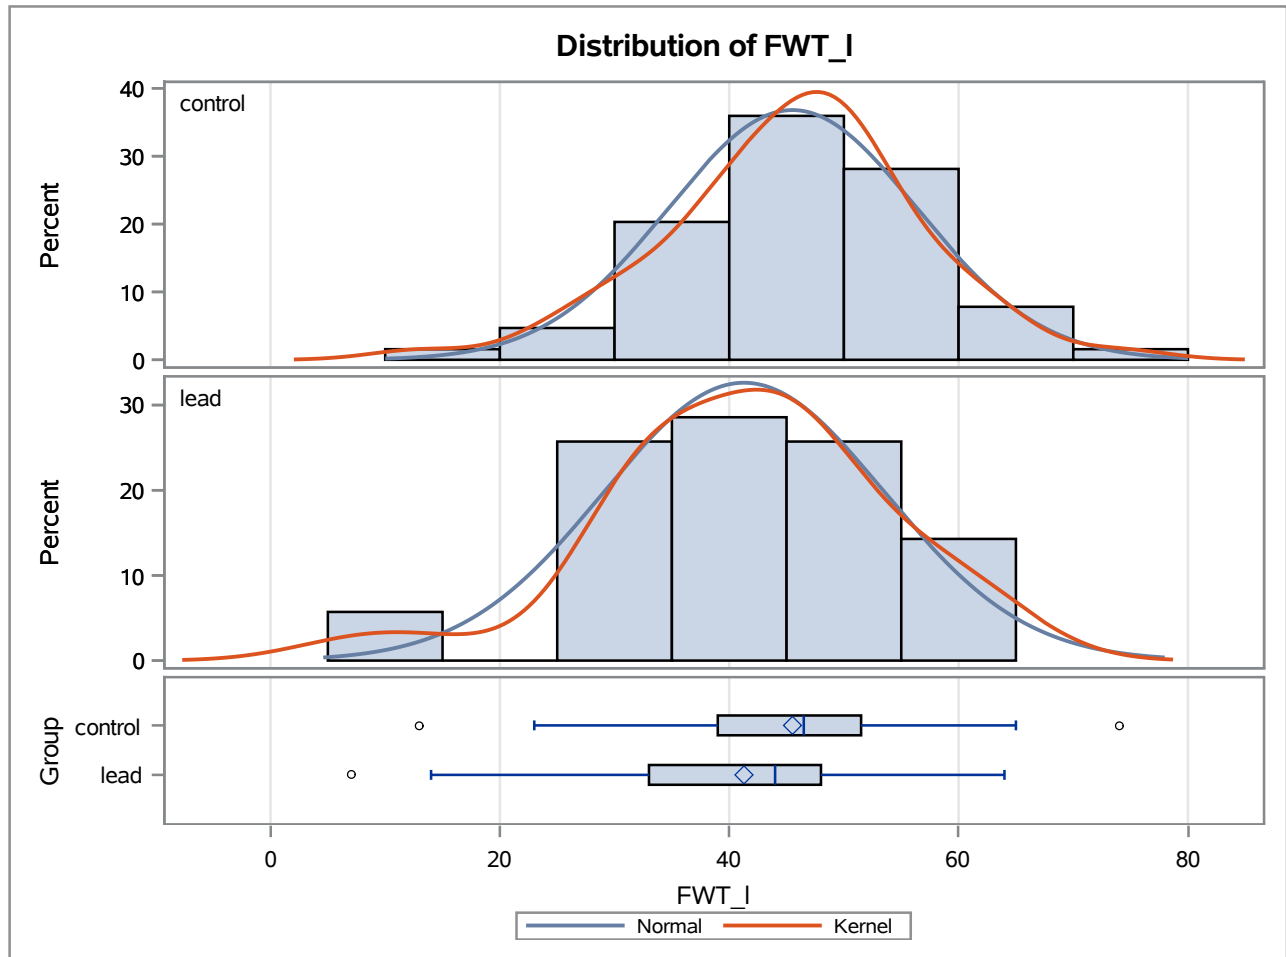 Distribution of FWT_l
control
Percent
40
30
20
10
0
lead
Percent
30
20
10
0
Group
control
lead
0 20 40 60 80
FWT_l
Normal Kernel